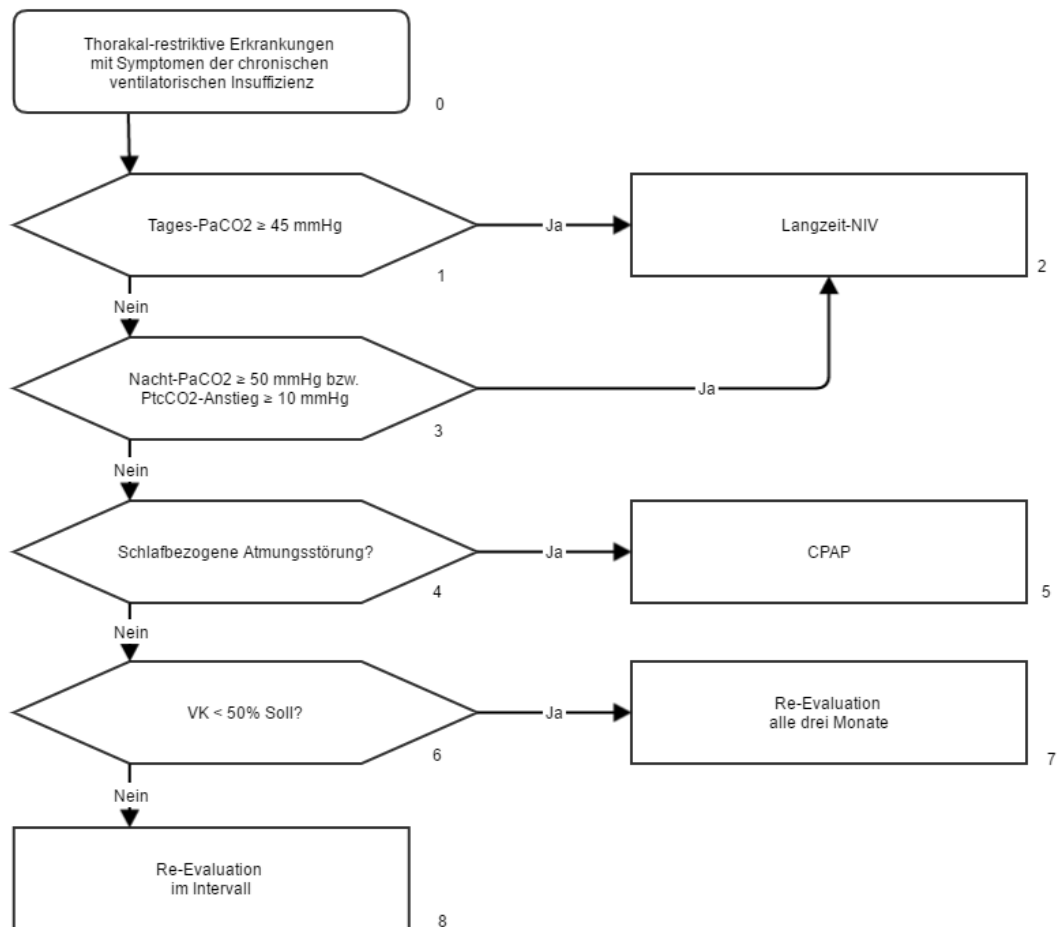 Thorakal-restriktive Erkrankungen
mit Symptomen der chronischen
ventilatorischen Insuffizienz
0
Tages-PaCO2 ≥ 45 mmHg
1
Ja
Langzeit-NIV
2
Nein
Nacht-PaCO2 ≥ 50 mmHg bzw.
PtcCO2-Anstieg ≥ 10 mmHg
3
Ja
Nein
Schlafbezogene Atmungsstörung?
4
Ja
CPAP
5
Nein
VK < 50% Soll?
6
Ja
Re-Evaluation
alle drei Monate
7
Nein
Re-Evaluation
im Intervall
8